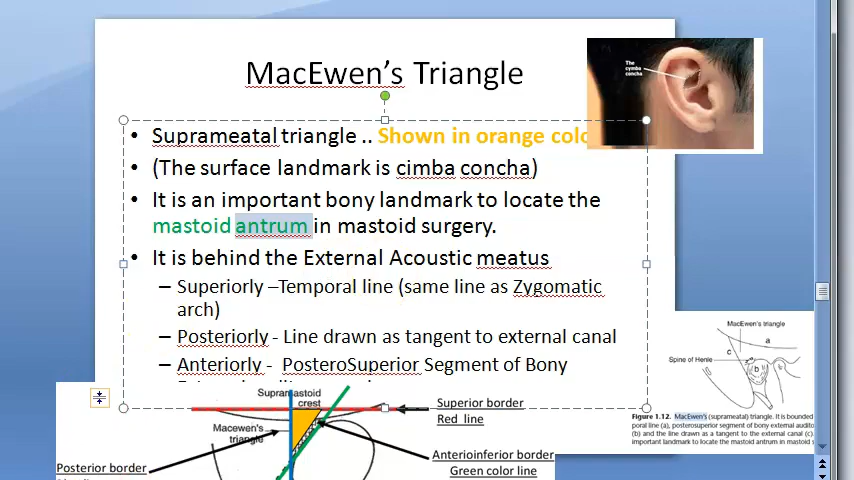 MacEwen's Triangle
The
cymba
concha
• Suprameatal triangle .. Shown in orange colo
• (The surface landmark is cimba concha)
• It is an important bony landmark to locate the
mastoid antrum in mastoid surgery.
• It is behind the External Acoustic meatus
– Superiorly –Temporal line (same line as Zygomatic
arch)
– Posteriorly - Line drawn as tangent to external canal
– Anteriorly - PosteroSuperior Segment of Bony
MacEwen's triangle
a
c
Spine of Henle
b
Figure 1.12. MacEwen's (suprameatal) triangle. It is bounded
poral line (a), posterosuperior segment of bony external audito
(b) and the line drawn as a tangent to the external canal (c).
important landmark to locate the mastoid antrum in mastoid
Supramastoid
crest
Superior border
Red line
Macewen's
triangle
Anterioinferior border
Green color line
Posterior border